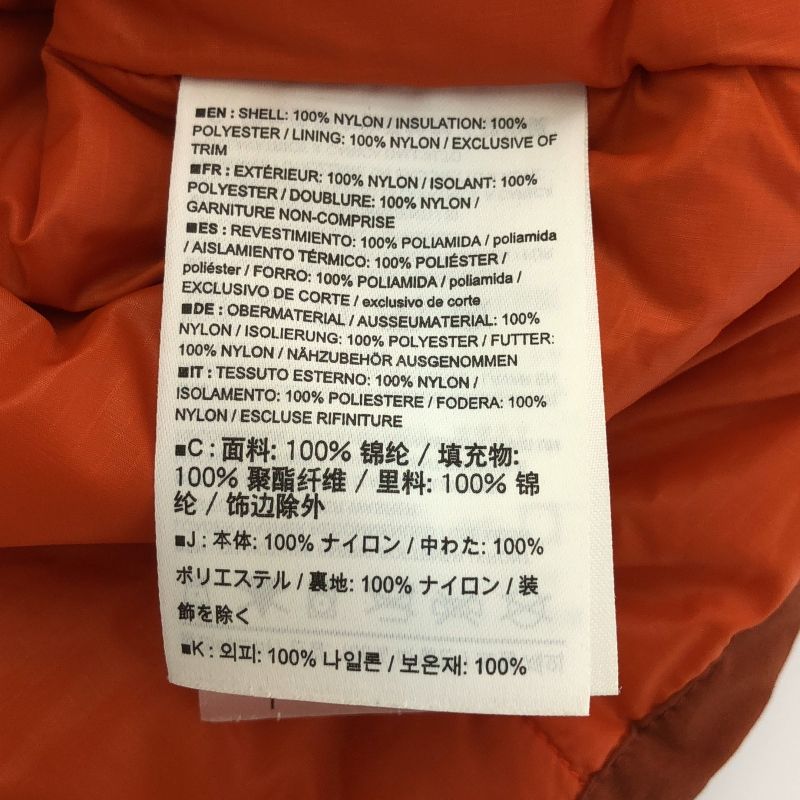 ■EN : SHELL: 100% NYLON / INSULATION: 100%
POLYESTER / LINING: 100% NYLON / EXCLUSIVE OF
TRIM
■FR : EXTÉRIEUR: 100% NYLON / ISOLANT: 100%
POLYESTER / DOUBLURE: 100% NYLON /
GARNITURE NON-COMPRISE
■ES : REVESTIMIENTO: 100% POLIAMIDA / poliamida
/ AISLAMIENTO TÉRMICO: 100% POLIÉSTER /
poliéster / FORRO: 100% POLIAMIDA / poliamida /
EXCLUSIVO DE CORTE / exclusivo de corte
■DE : OBERMATERIAL / AUSSEUMATERIAL: 100%
NYLON / ISOLIERUNG: 100% POLYESTER / FUTTER:
100% NYLON / NÄHZUBEHÖR AUSGENOMMEN
■IT : TESSUTO ESTERNO: 100% NYLON /
ISOLAMENTO: 100% POLIESTERE / FODERA: 100%
NYLON / ESCLUSE RIFINITURE
■C : 面料: 100% 锦纶 / 填充物:
100% 聚酯纤维 / 里料: 100% 锦
纶 / 饰边除外
■J : 本体: 100% ナイロン / 中わた: 100%
ポリエステル / 裏地: 100% ナイロン / 装
飾を除く
■K : 외피: 100% 나일론 / 보온재: 100%